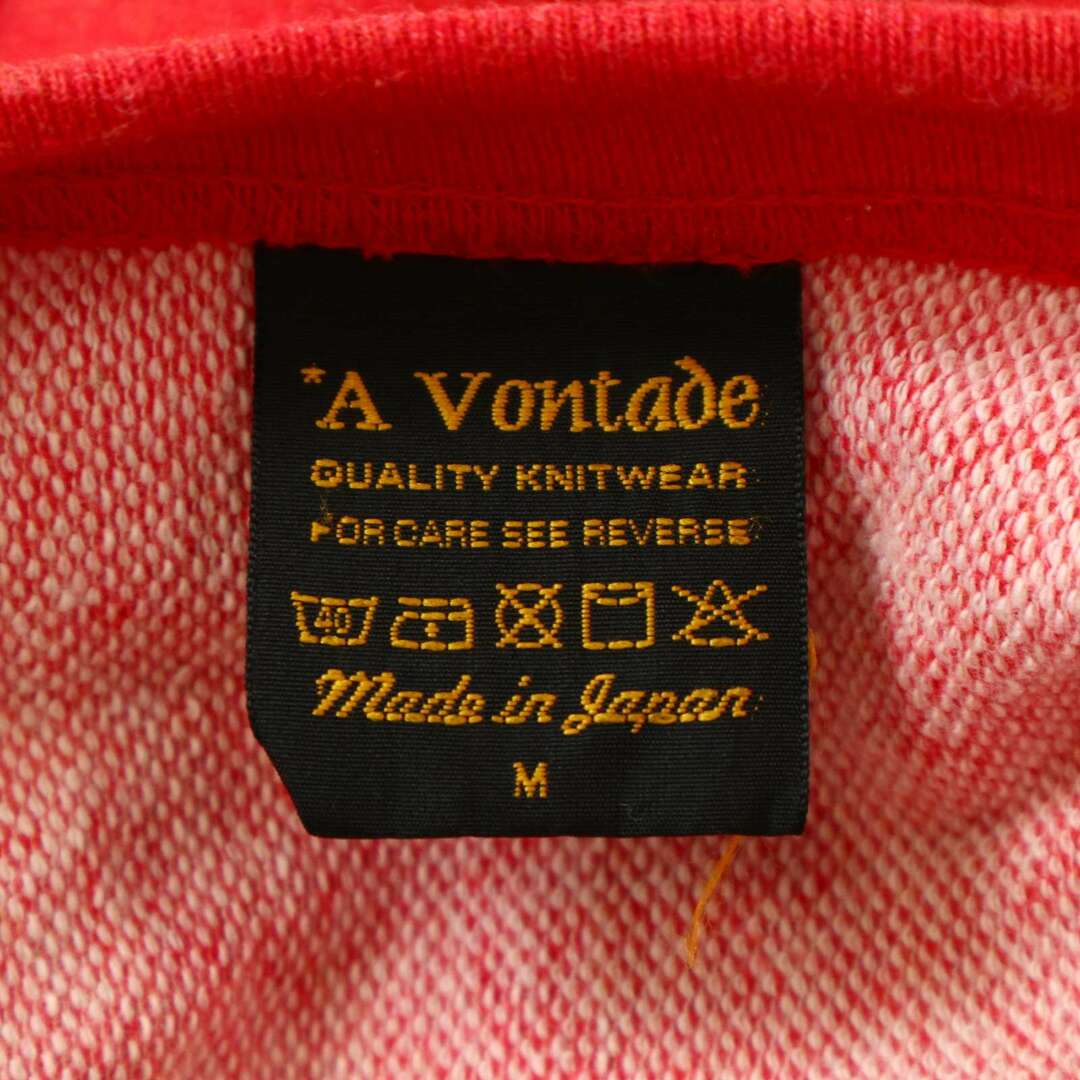 *A Vontade
QUALITY KNITWEAR
FOR CARE SEE REVERSE
40
Made in Japan
M